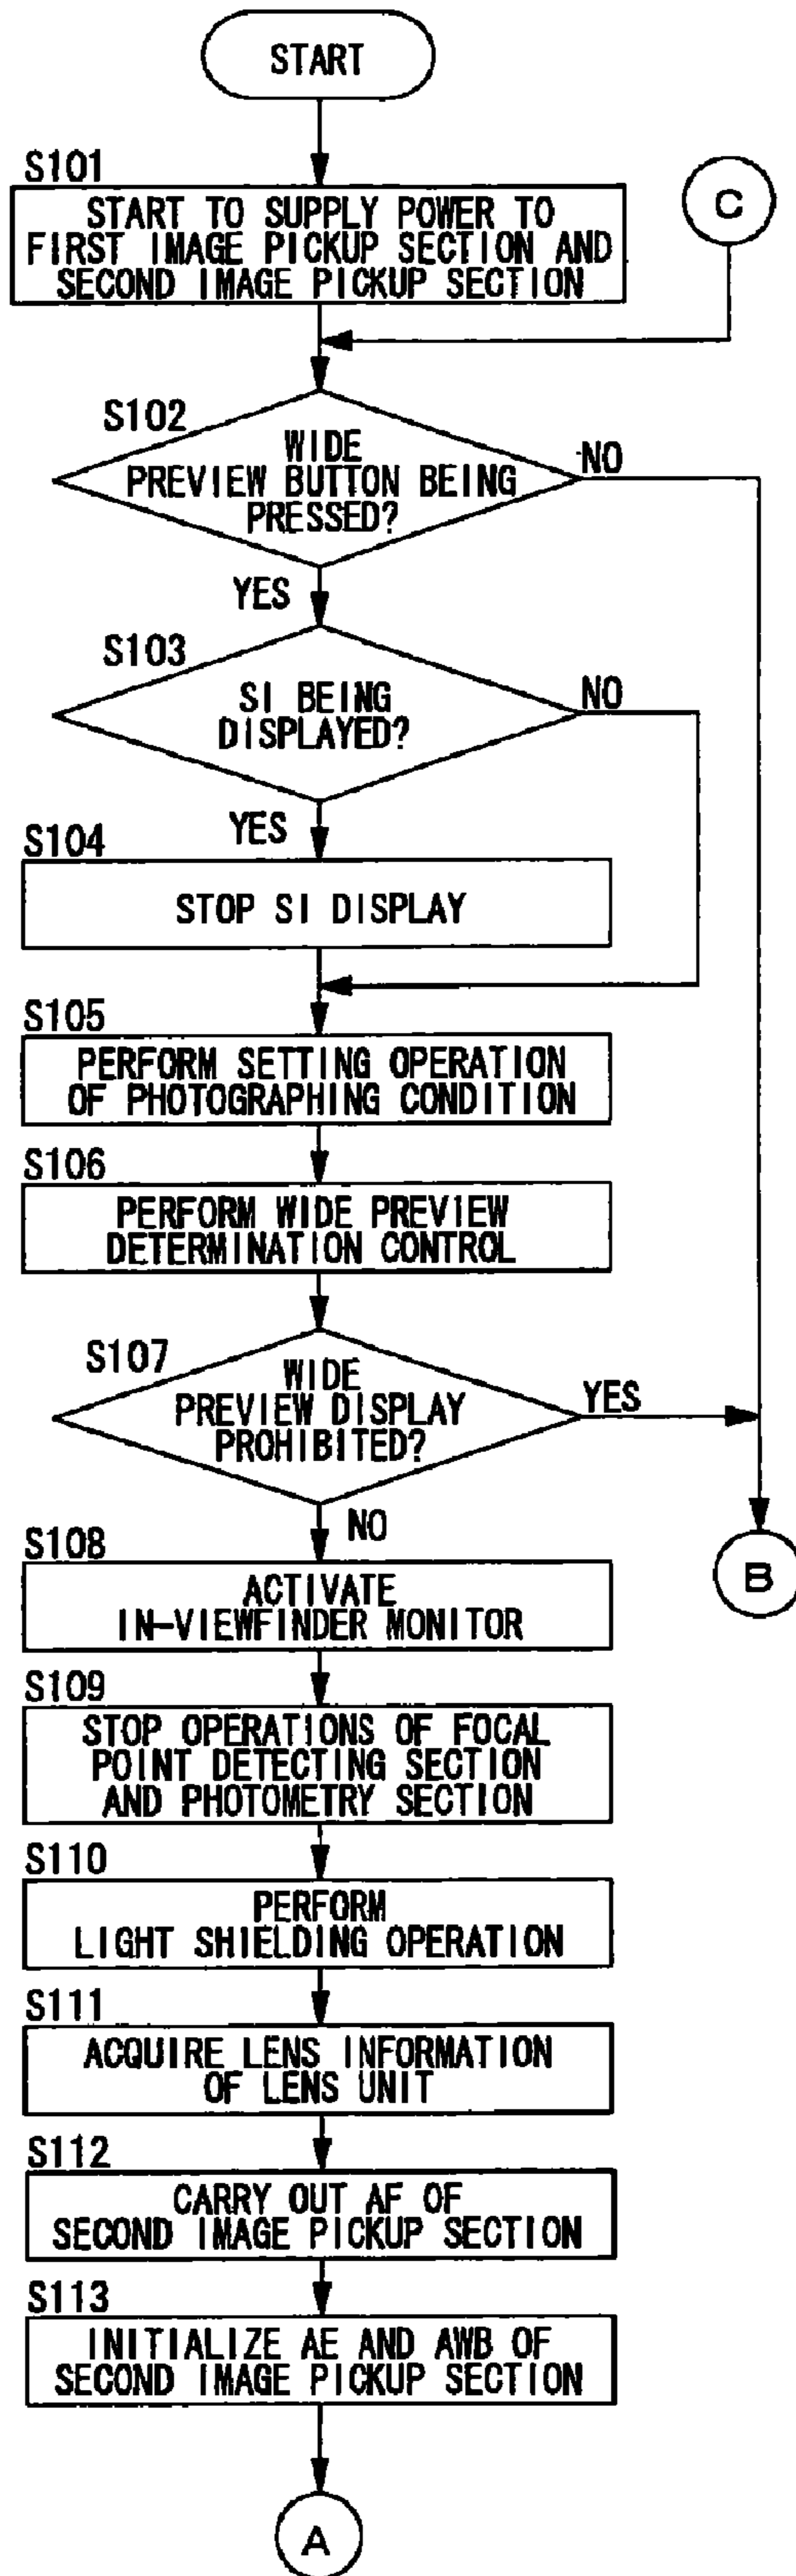 START
S101
START TO SUPPLY POWER TO
FIRST IMAGE PICKUP SECTION AND
SECOND IMAGE PICKUP SECTION
C
S102
WIDE
PREVIEW BUTTON BEING
PRESSED?
NO
YES
S103
SI BEING
DISPLAYED?
NO
YES
S104
STOP SI DISPLAY
S105
PERFORM SETTING OPERATION
OF PHOTOGRAPHING CONDITION
S106
PERFORM WIDE PREVIEW
DETERMINATION CONTROL
S107
WIDE
PREVIEW DISPLAY
PROHIBITED?
YES
NO
B
S108
ACTIVATE
IN-VIEWFINDER MONITOR
S109
STOP OPERATIONS OF FOCAL
POINT DETECTING SECTION
AND PHOTOMETRY SECTION
S110
PERFORM
LIGHT SHIELDING OPERATION
S111
ACQUIRE LENS INFORMATION
OF LENS UNIT
S112
CARRY OUT AF OF
SECOND IMAGE PICKUP SECTION
S113
INITIALIZE AE AND AWB OF
SECOND IMAGE PICKUP SECTION
A